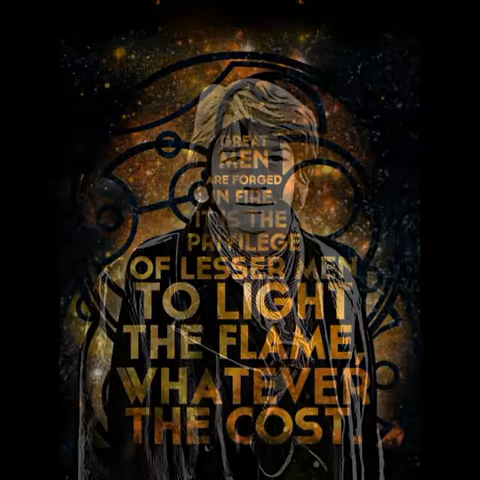 GREAT
MEN
ARE FORGED
IN FIRE
IT IS THE
PRIVILEGE
OF LESSER MEN
TO LIGHT
THE FLAME,
WHATEVER
THE COST.